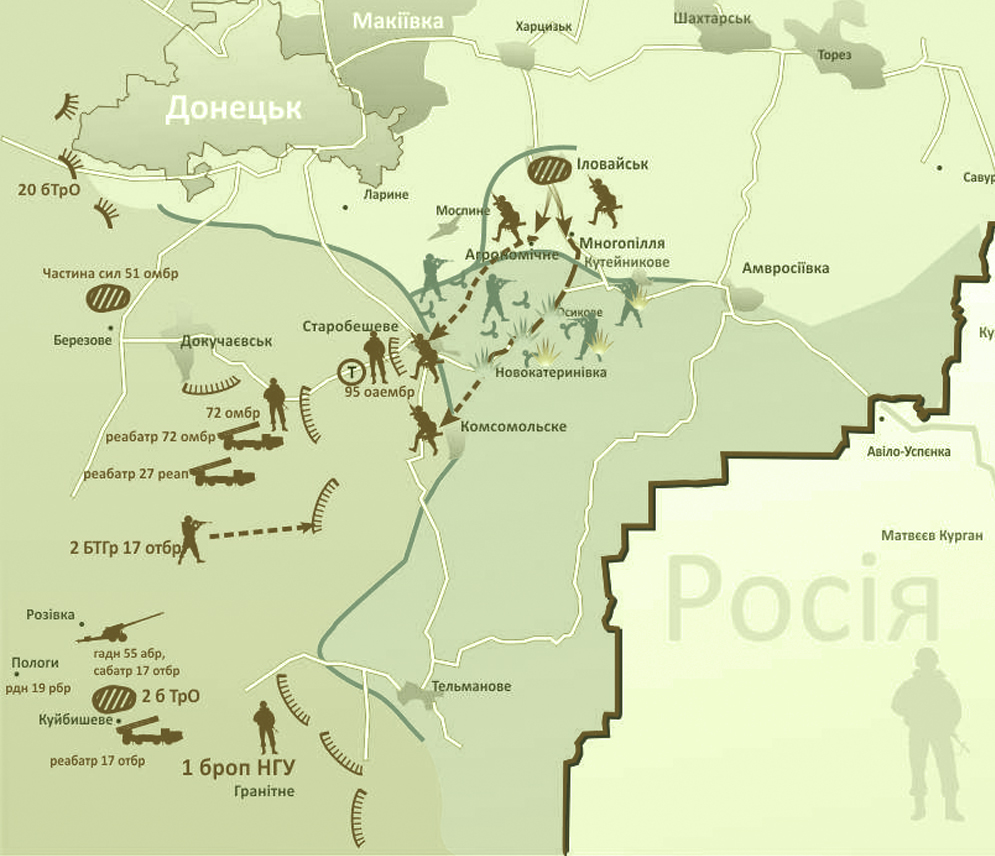 Макіївка
Шахтарськ
Харцизьк
Торез
Донецьк
Іловайськ
20 бТрО
Савур
Ларине
Моспине
Многопілля
Агрономічне
Кутейникове
Амвросіївка
Частина сил 51 омбр
Осикове
Старобешеве
Березове
Докучаєвськ
Ку
Т
Новокатеринівка
95 оаембр
72 омбр
Комсомольске
реабатр 72 омбр
Авіло-Успєнка
реабатр 27 реап
Матвєєв Курган
2 БТГр 17 отбр
Росія
Розівка
гадн 55 абр,
сабатр 17 отбр
Пологи
рдн 19 рбр
Тельманове
2 б ТрО
Куйбишеве
реабатр 17 отбр
1 броп НГУ
Гранітне